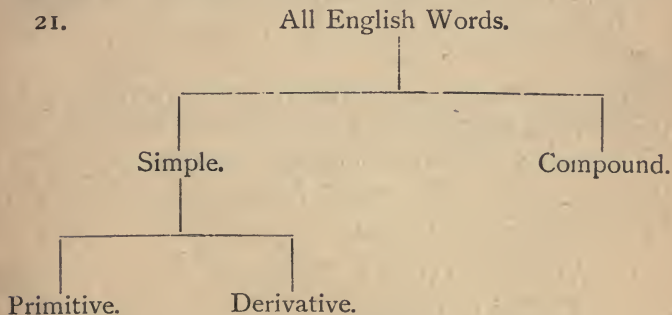 21. All English Words.
Simple. Compound.
Primitive. Derivative.